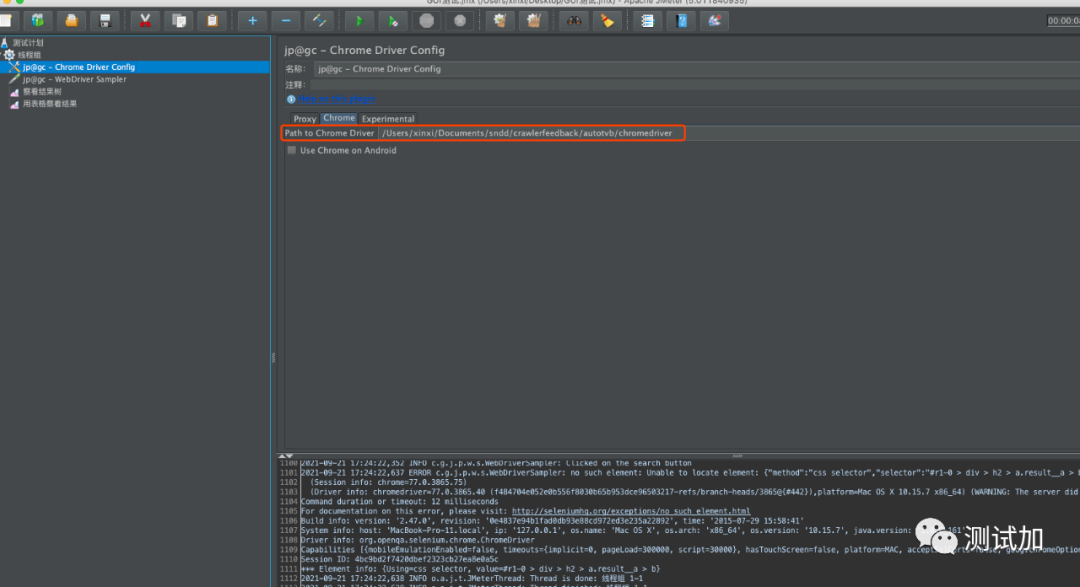 GUI测试.jmx (/Users/xinxi/Desktop/GUI测试.jmx) - Apache JMeter (5.0.1184
00:00:0
测试计划
线程组
jp@gc - Chrome Driver Config
jp@gc - WebDriver Sampler
察看结果树
用表格察看结果
jp@gc - Chrome Driver Config
名称: jp@gc - Chrome Driver Config
注释:
Proxy Chrome Experimental
Path to Chrome Driver /Users/xinxi/Documents/sndd/crawlerfeedback/autotvb/chromedriver
Use Chrome on Android
1100 2021-09-21 17:24:22,352 INFO c.g.j.p.w.s.WebDriverSampler: Clicked on the search button
1101 2021-09-21 17:24:22,637 ERROR c.g.j.p.w.s.WebDriverSampler: no such element: Unable to locate element: {"method":"css selector","selector":"#r1-0 > div > h2 > a.result__a > b
1102 (Session info: chrome=77.0.3865.75)
1103 (Driver info: chromedriver=77.0.3865.40 (f484704e052e0b556f8030b65b953dce96503217-refs/branch-heads/3865@{#442}),platform=Mac OS X 10.15.7 x86_64) (WARNING: The server did
1104 Command duration or timeout: 12 milliseconds
1105 For documentation on this error, please visit: http://seleniumhq.org/exceptions/no_such_element.html
1106 Build info: version: '2.47.0', revision: '0e4837e94b1fad0db93e88cd972ed3e235a22892', time: '2015-07-29 15:58:41'
1107 System info: host: 'MacBook-Pro-11.local', ip: '127.0.0.1', os.name: 'Mac OS X', os.arch: 'x86_64', os.version: '10.15.7', java.version: 161'
1108 Driver info: org.openqa.selenium.chrome.ChromeDriver
1109 Capabilities [{mobileEmulationEnabled=false, timeouts={implicit=0, pageLoad=300000, script=30000}, hasTouchScreen=false, platform=MAC, false, goog:chromeOption
1110 Session ID: 4bc9bd2f7420dbef2323cb27ea8e0a5c
1111 *** Element info: {Using=css selector, value=#r1-0 > div > h2 > a.result__a > b}
1112 2021-09-21 17:24:22,638 INFO o.a.j.t.JMeterThread: Thread is done: 线程组 1-1
测试加